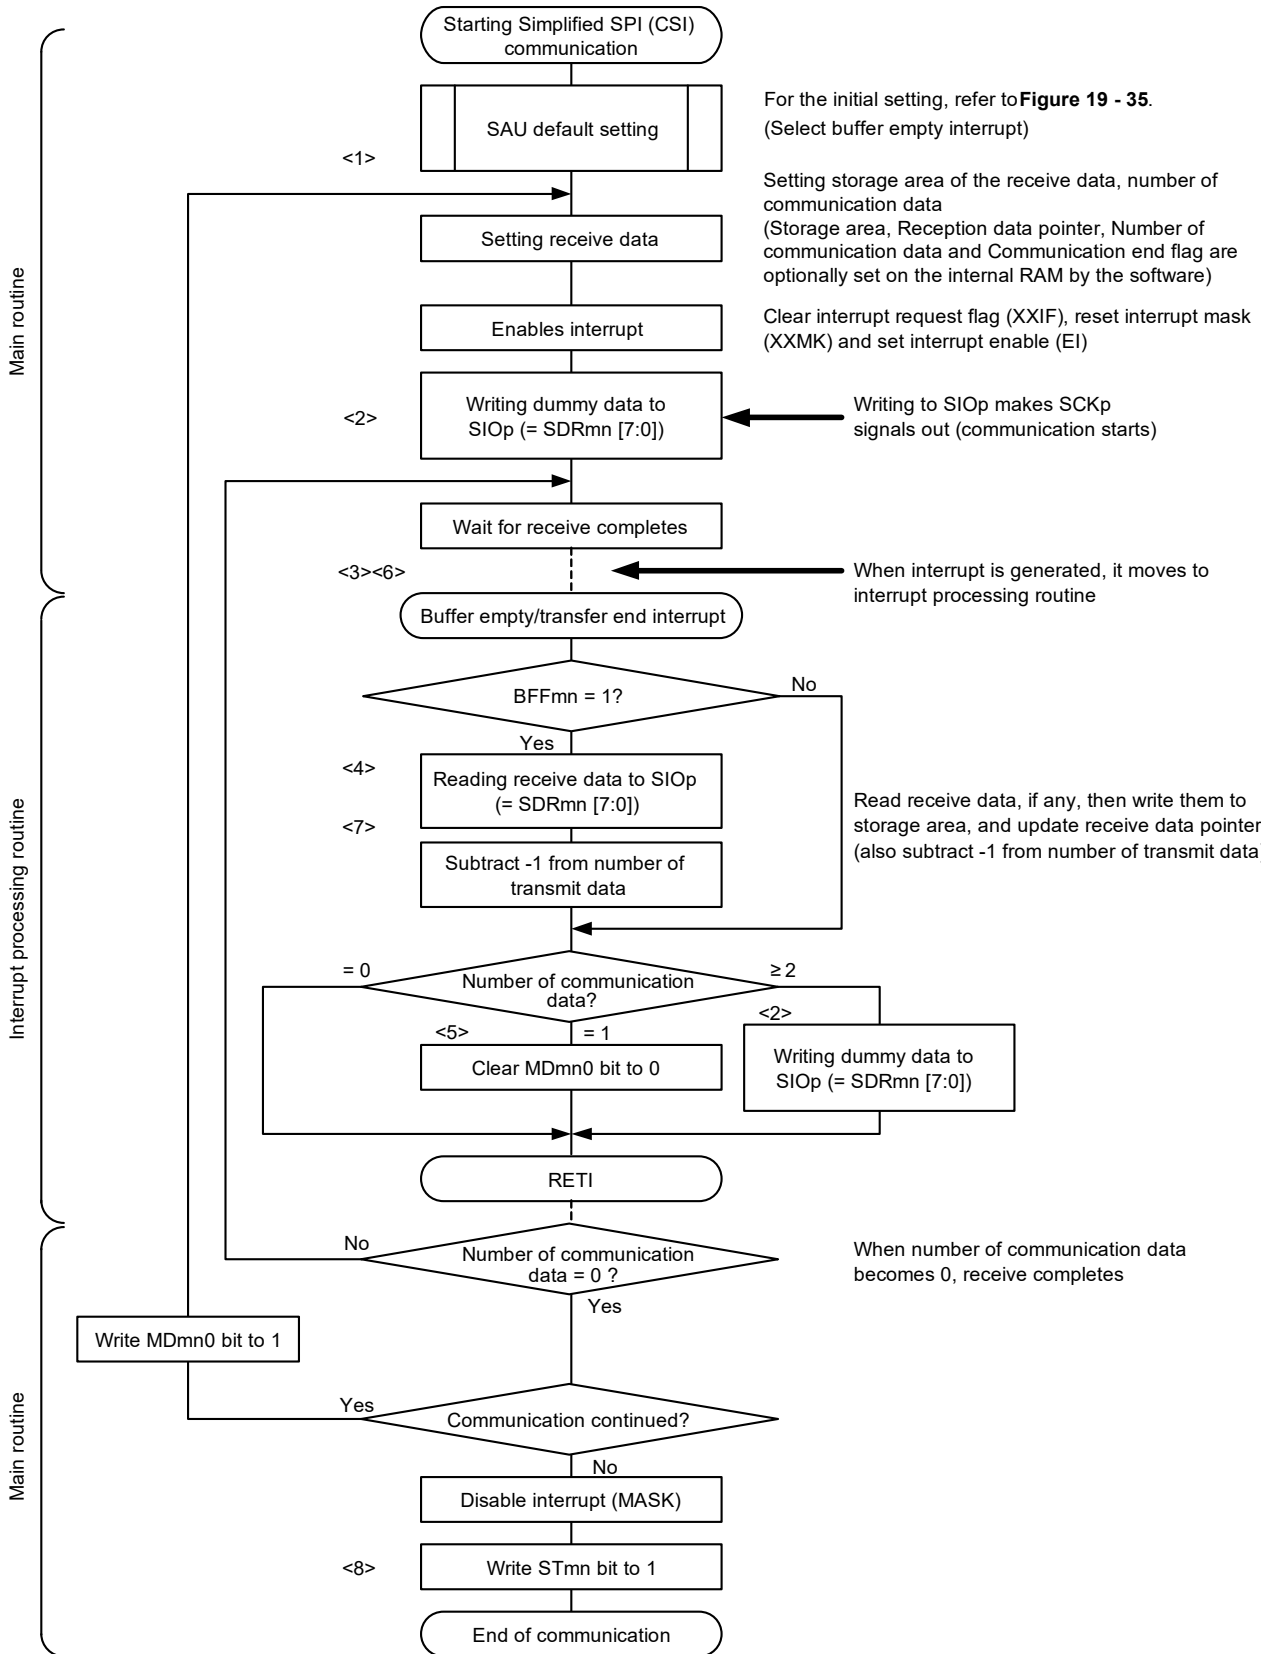 Starting Simplified SPI (CSI)
communication
For the initial setting, refer to Figure 19 - 35.
(Select buffer empty interrupt)
SAU default setting
<1>
Setting storage area of the receive data, number of
communication data
(Storage area, Reception data pointer, Number of
communication data and Communication end flag are
optionally set on the internal RAM by the software)
Setting receive data
Main routine
Enables interrupt
Clear interrupt request flag (XXIF), reset interrupt mask
(XXMK) and set interrupt enable (EI)
<2>
Writing dummy data to
SIOp (= SDRmn [7:0])
Writing to SIOp makes SCKp
signals out (communication starts)
Wait for receive completes
<3><6>
When interrupt is generated, it moves to
interrupt processing routine
Buffer empty/transfer end interrupt
BFFmn = 1?
No
Yes
<4>
Reading receive data to SIOp
(= SDRmn [7:0])
<7>
Read receive data, if any, then write them to
storage area, and update receive data pointer
(also subtract -1 from number of transmit data)
Subtract -1 from number of
transmit data
Interrupt processing routine
= 0
Number of communication
data?
≥ 2
<5>
= 1
<2>
Clear MDmn0 bit to 0
Writing dummy data to
SIOp (= SDRmn [7:0])
RETI
No
Number of communication
data = 0 ?
When number of communication data
becomes 0, receive completes
Yes
Write MDmn0 bit to 1
Yes
Communication continued?
Main routine
No
Disable interrupt (MASK)
<8>
Write STmn bit to 1
End of communication